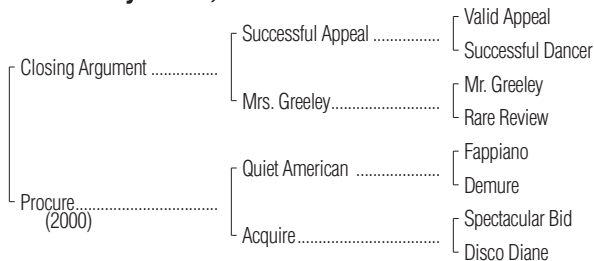 Closing Argument ................
Successful Appeal ................
Valid Appeal
Successful Dancer
Mrs. Greeley..........................
Mr. Greeley
Rare Review
Procure..................................
(2000)
Quiet American ....................
Fappiano
Demure
Acquire..................................
Spectacular Bid
Disco Diane